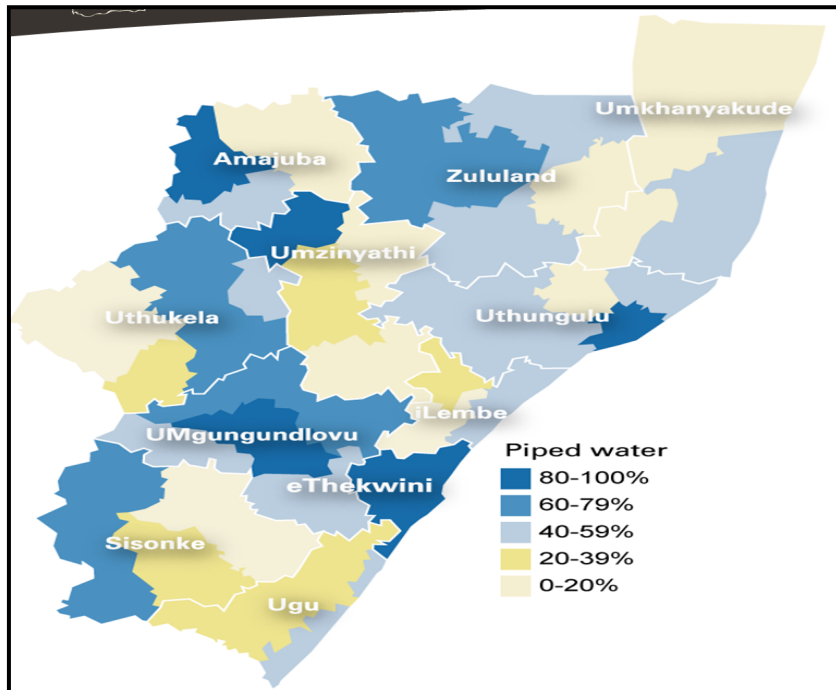 Umkhanyakude
Amajuba
Zululand
Umzinyathi
Uthukela
Uthungulu
iLembe
UMgungundlovu
Piped water
80-100%
60-79%
eThekwini
40-59%
Sisonke
20-39%
0-20%
Ugu